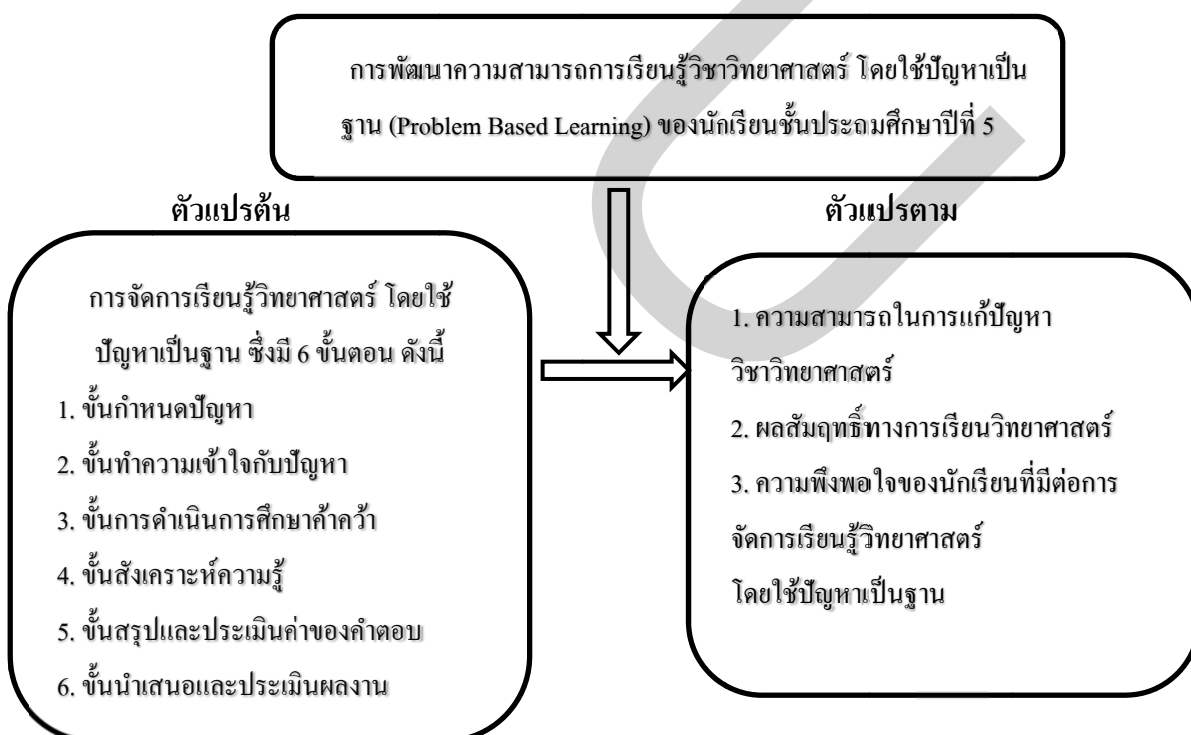 การพัฒนาความสามารถการเรียนรู้วิชาวิทยาศาสตร์ โดยใช้ปัญหาเป็น
ฐาน (Problem Based Learning) ของนักเรียนชั้นประถมศึกษาปีที่ 5
ตัวแปรต้น
การจัดการเรียนรู้วิทยาศาสตร์ โดยใช้
ปัญหาเป็นฐาน ซึ่งมี 6 ขั้นตอน ดังนี้
1. ขั้นกำหนดปัญหา
2. ขั้นทำความเข้าใจกับปัญหา
3. ขั้นการดำเนินการศึกษาค้าคว้า
4. ขั้นสังเคราะห์ความรู้
5. ขั้นสรุปและประเมินค่าของคำตอบ
6. ขั้นนำเสนอและประเมินผลงาน
ตัวแปรตาม
1. ความสามารถในการแก้ปัญหา
วิชาวิทยาศาสตร์
2. ผลสัมฤทธิ์ทางการเรียนวิทยาศาสตร์
3. ความพึงพอใจของนักเรียนที่มีต่อการ
จัดการเรียนรู้วิทยาศาสตร์
โดยใช้ปัญหาเป็นฐาน